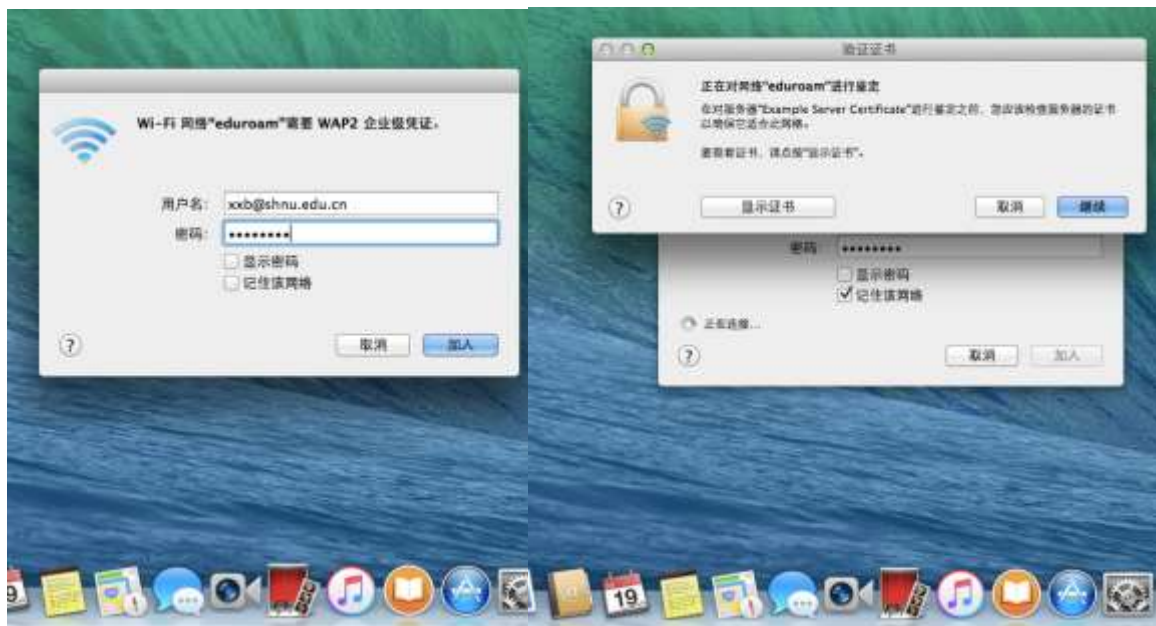 Wi-Fi 网络"eduroam"需要 WAP2 企业级凭证。
用户名: xxb@shnu.edu.cn
密码: ••••••••
显示密码
记住该网络
?
取消 加入
验证证书
正在对网络"eduroam"进行鉴定
在对服务器"Example Server Certificate"进行鉴定之前，您应该检查服务器的证书
以确保它适合此网络。
要查看证书，请点按"显示证书"。
? 显示证书 取消 继续
密码: ••••••••
显示密码
记住该网络
正在连接...
? 取消 加入
9
19